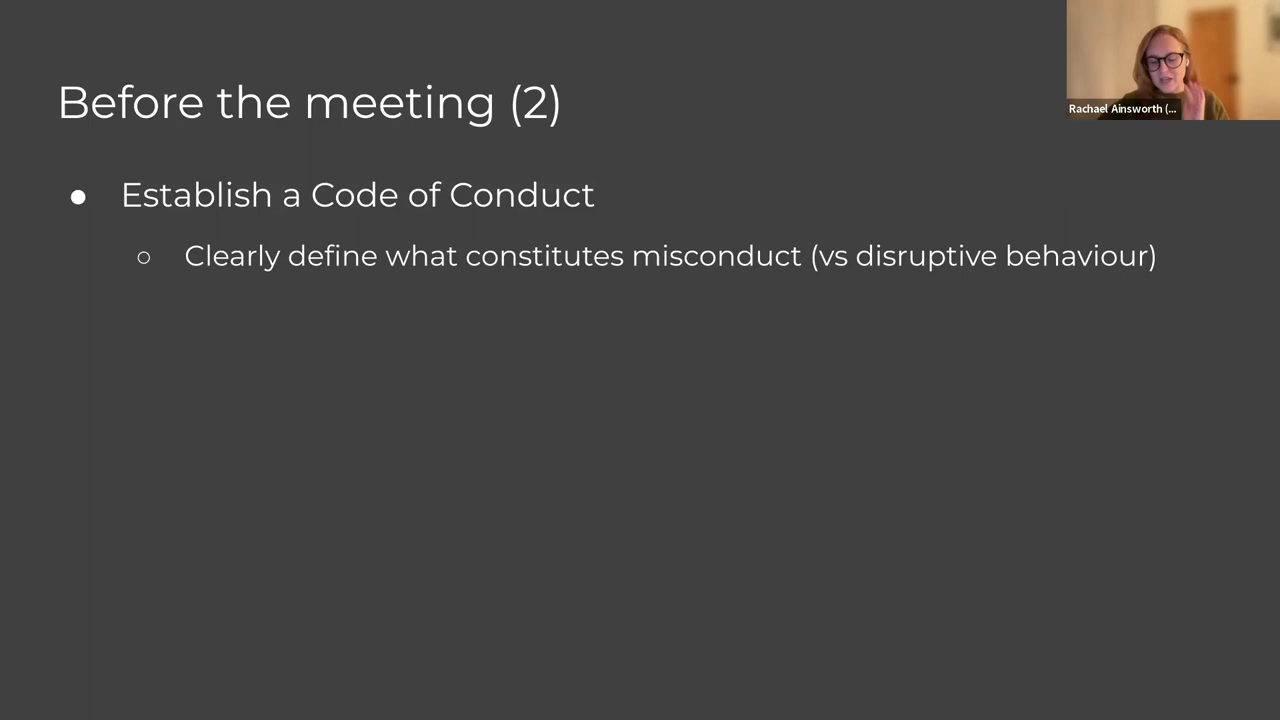 Before the meeting (2)
Rachael Ainsworth (...
● Establish a Code of Conduct
○ Clearly define what constitutes misconduct (vs disruptive behaviour)